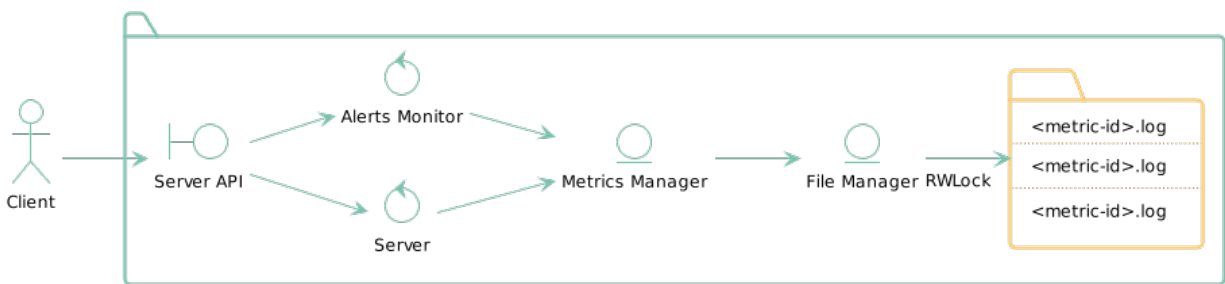 Client
Server API
Alerts Monitor
Server
Metrics Manager
File Manager
RWLock
<metric-id>.log
<metric-id>.log
<metric-id>.log